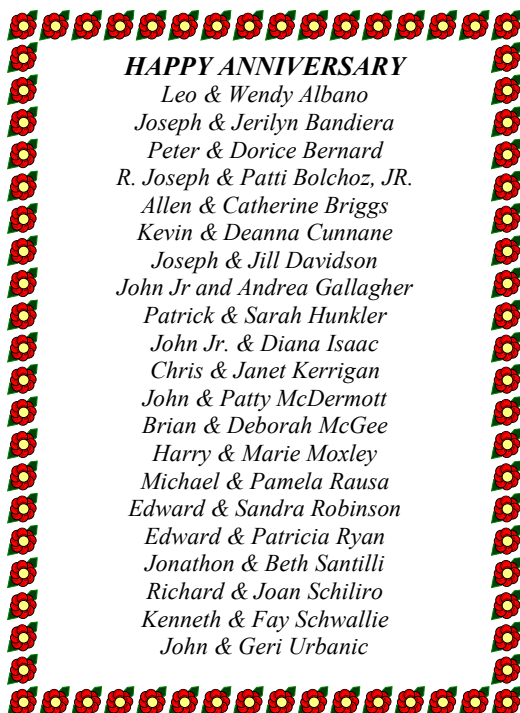 HAPPY ANNIVERSARY
Leo & Wendy Albano
Joseph & Jerilyn Bandiera
Peter & Dorice Bernard
R. Joseph & Patti Bolchoz, JR.
Allen & Catherine Briggs
Kevin & Deanna Cunnane
Joseph & Jill Davidson
John Jr and Andrea Gallagher
Patrick & Sarah Hunkler
John Jr. & Diana Isaac
Chris & Janet Kerrigan
John & Patty McDermott
Brian & Deborah McGee
Harry & Marie Moxley
Michael & Pamela Rausa
Edward & Sandra Robinson
Edward & Patricia Ryan
Jonathon & Beth Santilli
Richard & Joan Schiliro
Kenneth & Fay Schwallie
John & Geri Urbanic